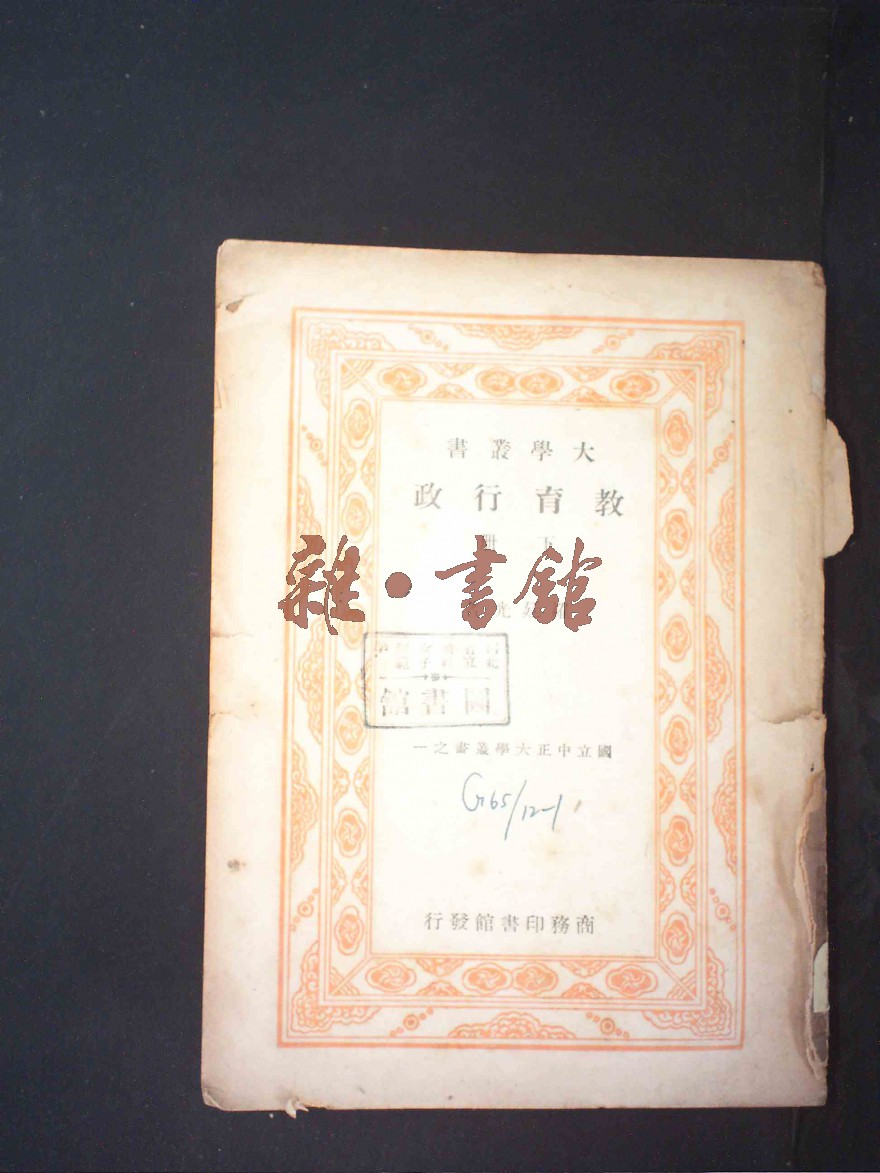 大學叢書
教育行政
下冊
雜·書館
圖書館
國立中正大學叢書之一
G65/12-1
商務印書館發行